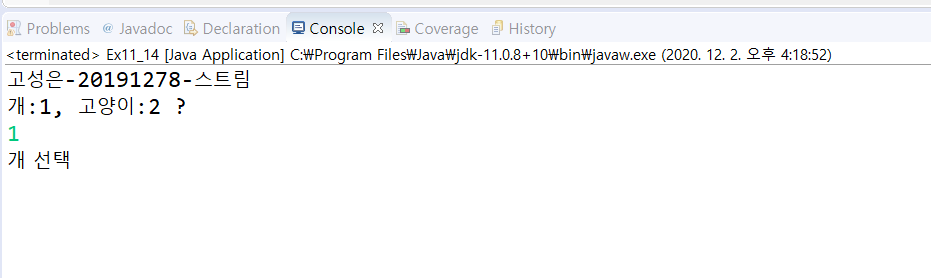 Problems @ Javadoc Declaration Console Coverage History
<terminated> Ex11_14 [Java Application] C:₩Program Files₩Java₩jdk-11.0.8+10₩bin₩javaw.exe (2020. 12. 2. 오후 4:18:52)
고성은-20191278-스트림
개:1, 고양이:2 ?
1
개 선택